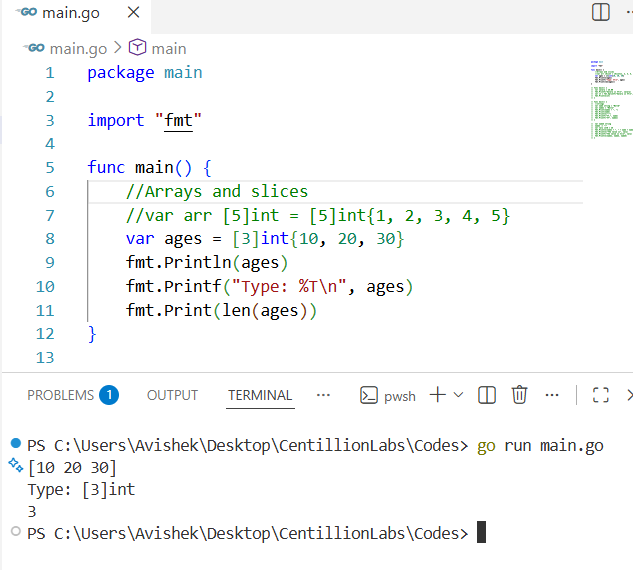 GO main.go
GO main.go > main
1 package main
2
3 import "fmt"
4
5 func main() {
6     //Arrays and slices
7     //var arr [5]int = [5]int{1, 2, 3, 4, 5}
8     var ages = [3]int{10, 20, 30}
9     fmt.Println(ages)
10     fmt.Printf("Type: %T\n", ages)
11     fmt.Print(len(ages))
12 }
13
PROBLEMS 1 OUTPUT TERMINAL ... pwsh ...
PS C:\Users\Avishek\Desktop\CentillionLabs\Codes> go run main.go
[10 20 30]
Type: [3]int
3
PS C:\Users\Avishek\Desktop\CentillionLabs\Codes>